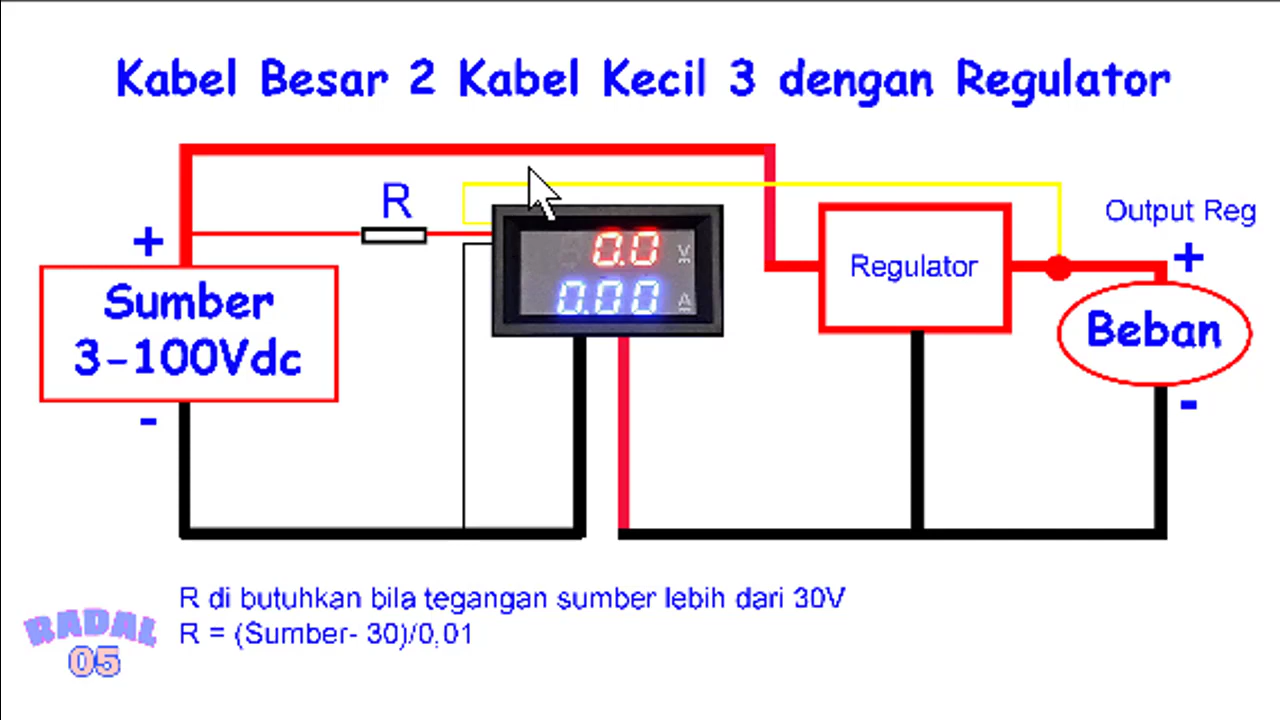 Kabel Besar 2 Kabel Kecil 3 dengan Regulator
R
Output Reg
+
+
0.0 V
Regulator
Sumber
3-100Vdc
0.00 A
Beban
-
-
R di butuhkan bila tegangan sumber lebih dari 30V
R = (Sumber- 30)/0,01
RADAL
05